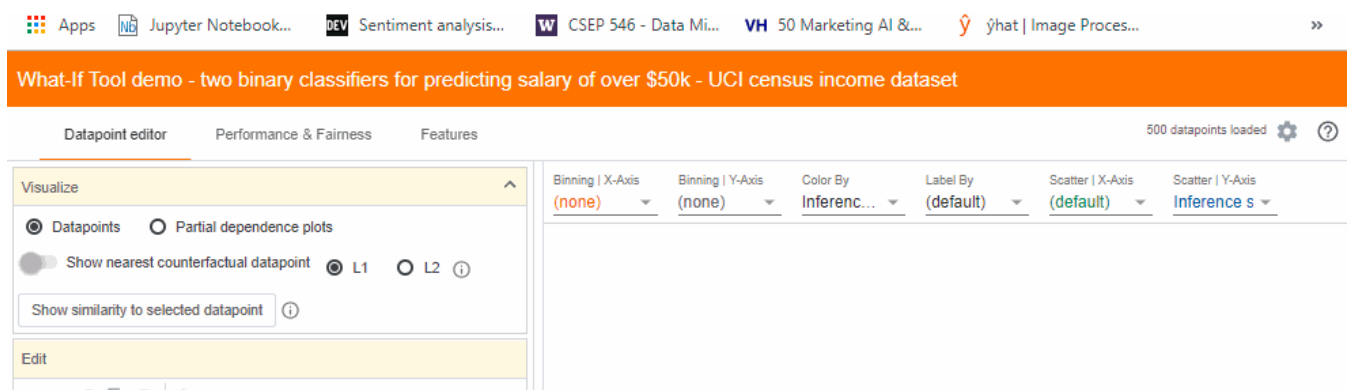 Apps Jupyter Notebook... DEV Sentiment analysis... W CSEP 546 - Data Mi... VH 50 Marketing AI &... ŷ ŷhat | Image Proces... »
What-If Tool demo - two binary classifiers for predicting salary of over $50k - UCI census income dataset
Datapoint editor Performance & Fairness Features 500 datapoints loaded
Visualize
Binning | X-Axis Binning | Y-Axis Color By Label By Scatter | X-Axis Scatter | Y-Axis
(none) (none) Inferenc... (default) (default) Inference s
Datapoints Partial dependence plots
Show nearest counterfactual datapoint L1 L2
Show similarity to selected datapoint
Edit